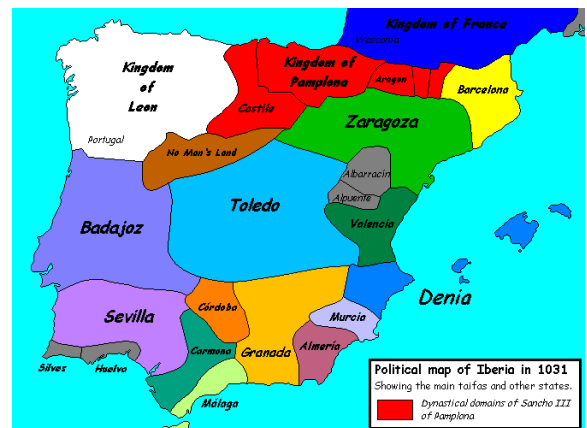 Kingdom of France
Wasconia
Kingdom
of
Leon
Kingdom of
Pamplona
Aragon
Barcelona
Castile
Zaragoza
Portugal
No Man's Land
Albarracín
Alpuente
Toledo
Valencia
Badajoz
Denia
Córdoba
Sevilla
Murcia
Carmona
Granada
Almería
Silves
Huelva
Málaga
Political map of Iberia in 1031
Showing the main taifas and other states.
Dynastical domains of Sancho III
of Pamplona